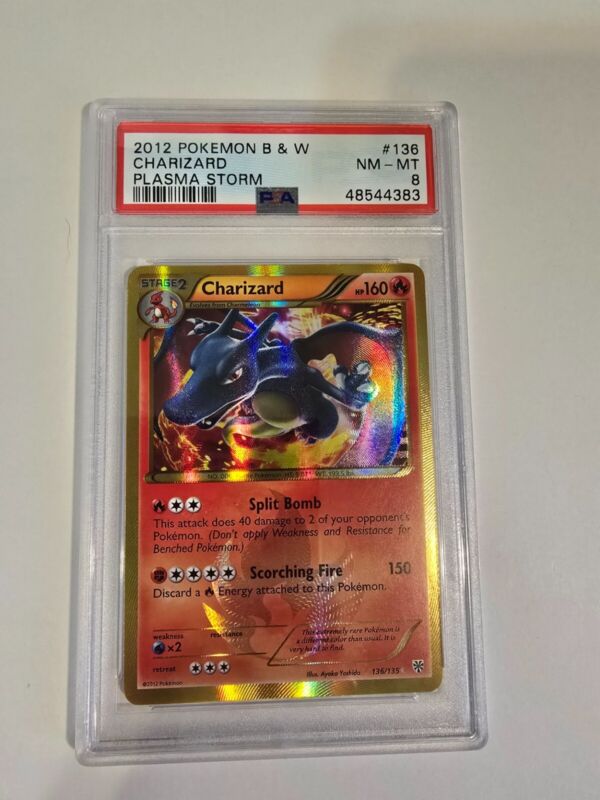 2012 POKEMON B & W #136
CHARIZARD NM - MT
PLASMA STORM 8
PSA 48544383
STAGE2 Charizard HP160
Evolves from Charmeleon
Split Bomb
This attack does 40 damage to 2 of your opponent's
Pokémon. (Don't apply Weakness and Resistance for
Benched Pokémon.)
Scorching Fire 150
Discard a Energy attached to this Pokémon.
weakness resistance
×2
This extremely rare Pokémon is
a different color than usual. It is
very hard to find.
retreat
Illus. Ayaka Yoshida 136/135
©2012 Pokémon